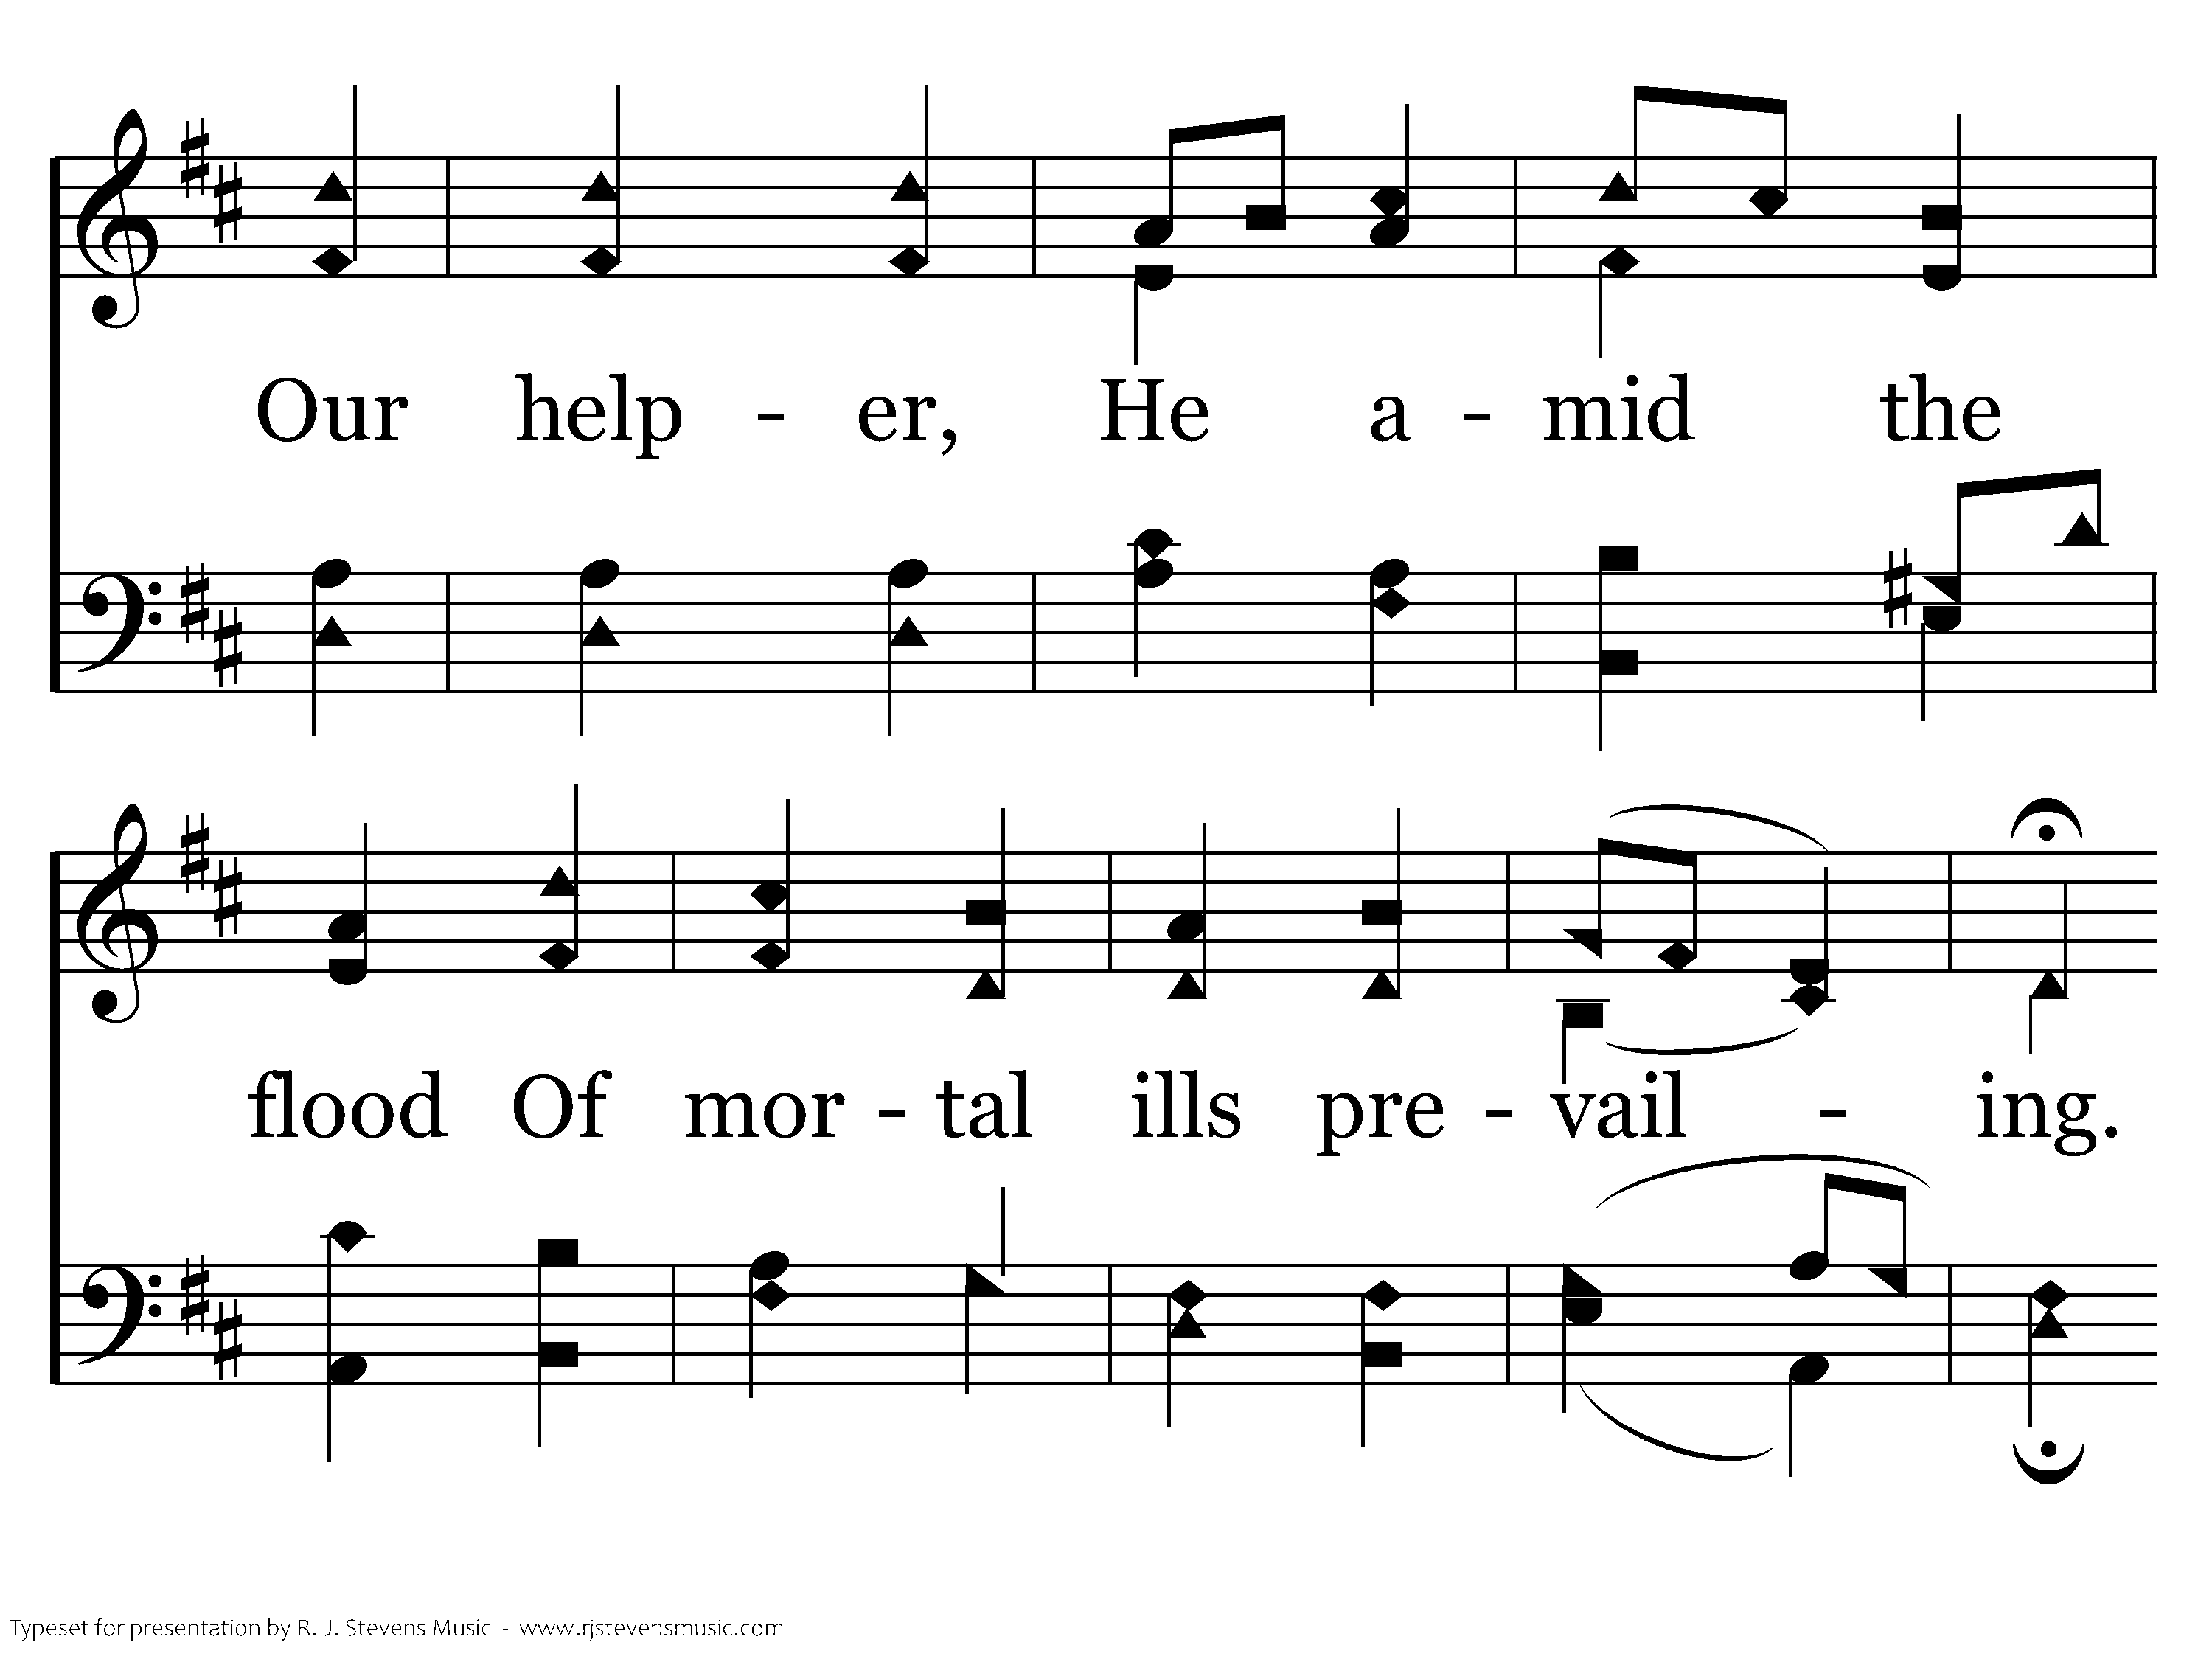 Our help - er, He a - mid the
flood Of mor - tal ills pre - vail - ing.
Typeset for presentation by R. J. Stevens Music - www.rjstevensmusic.com